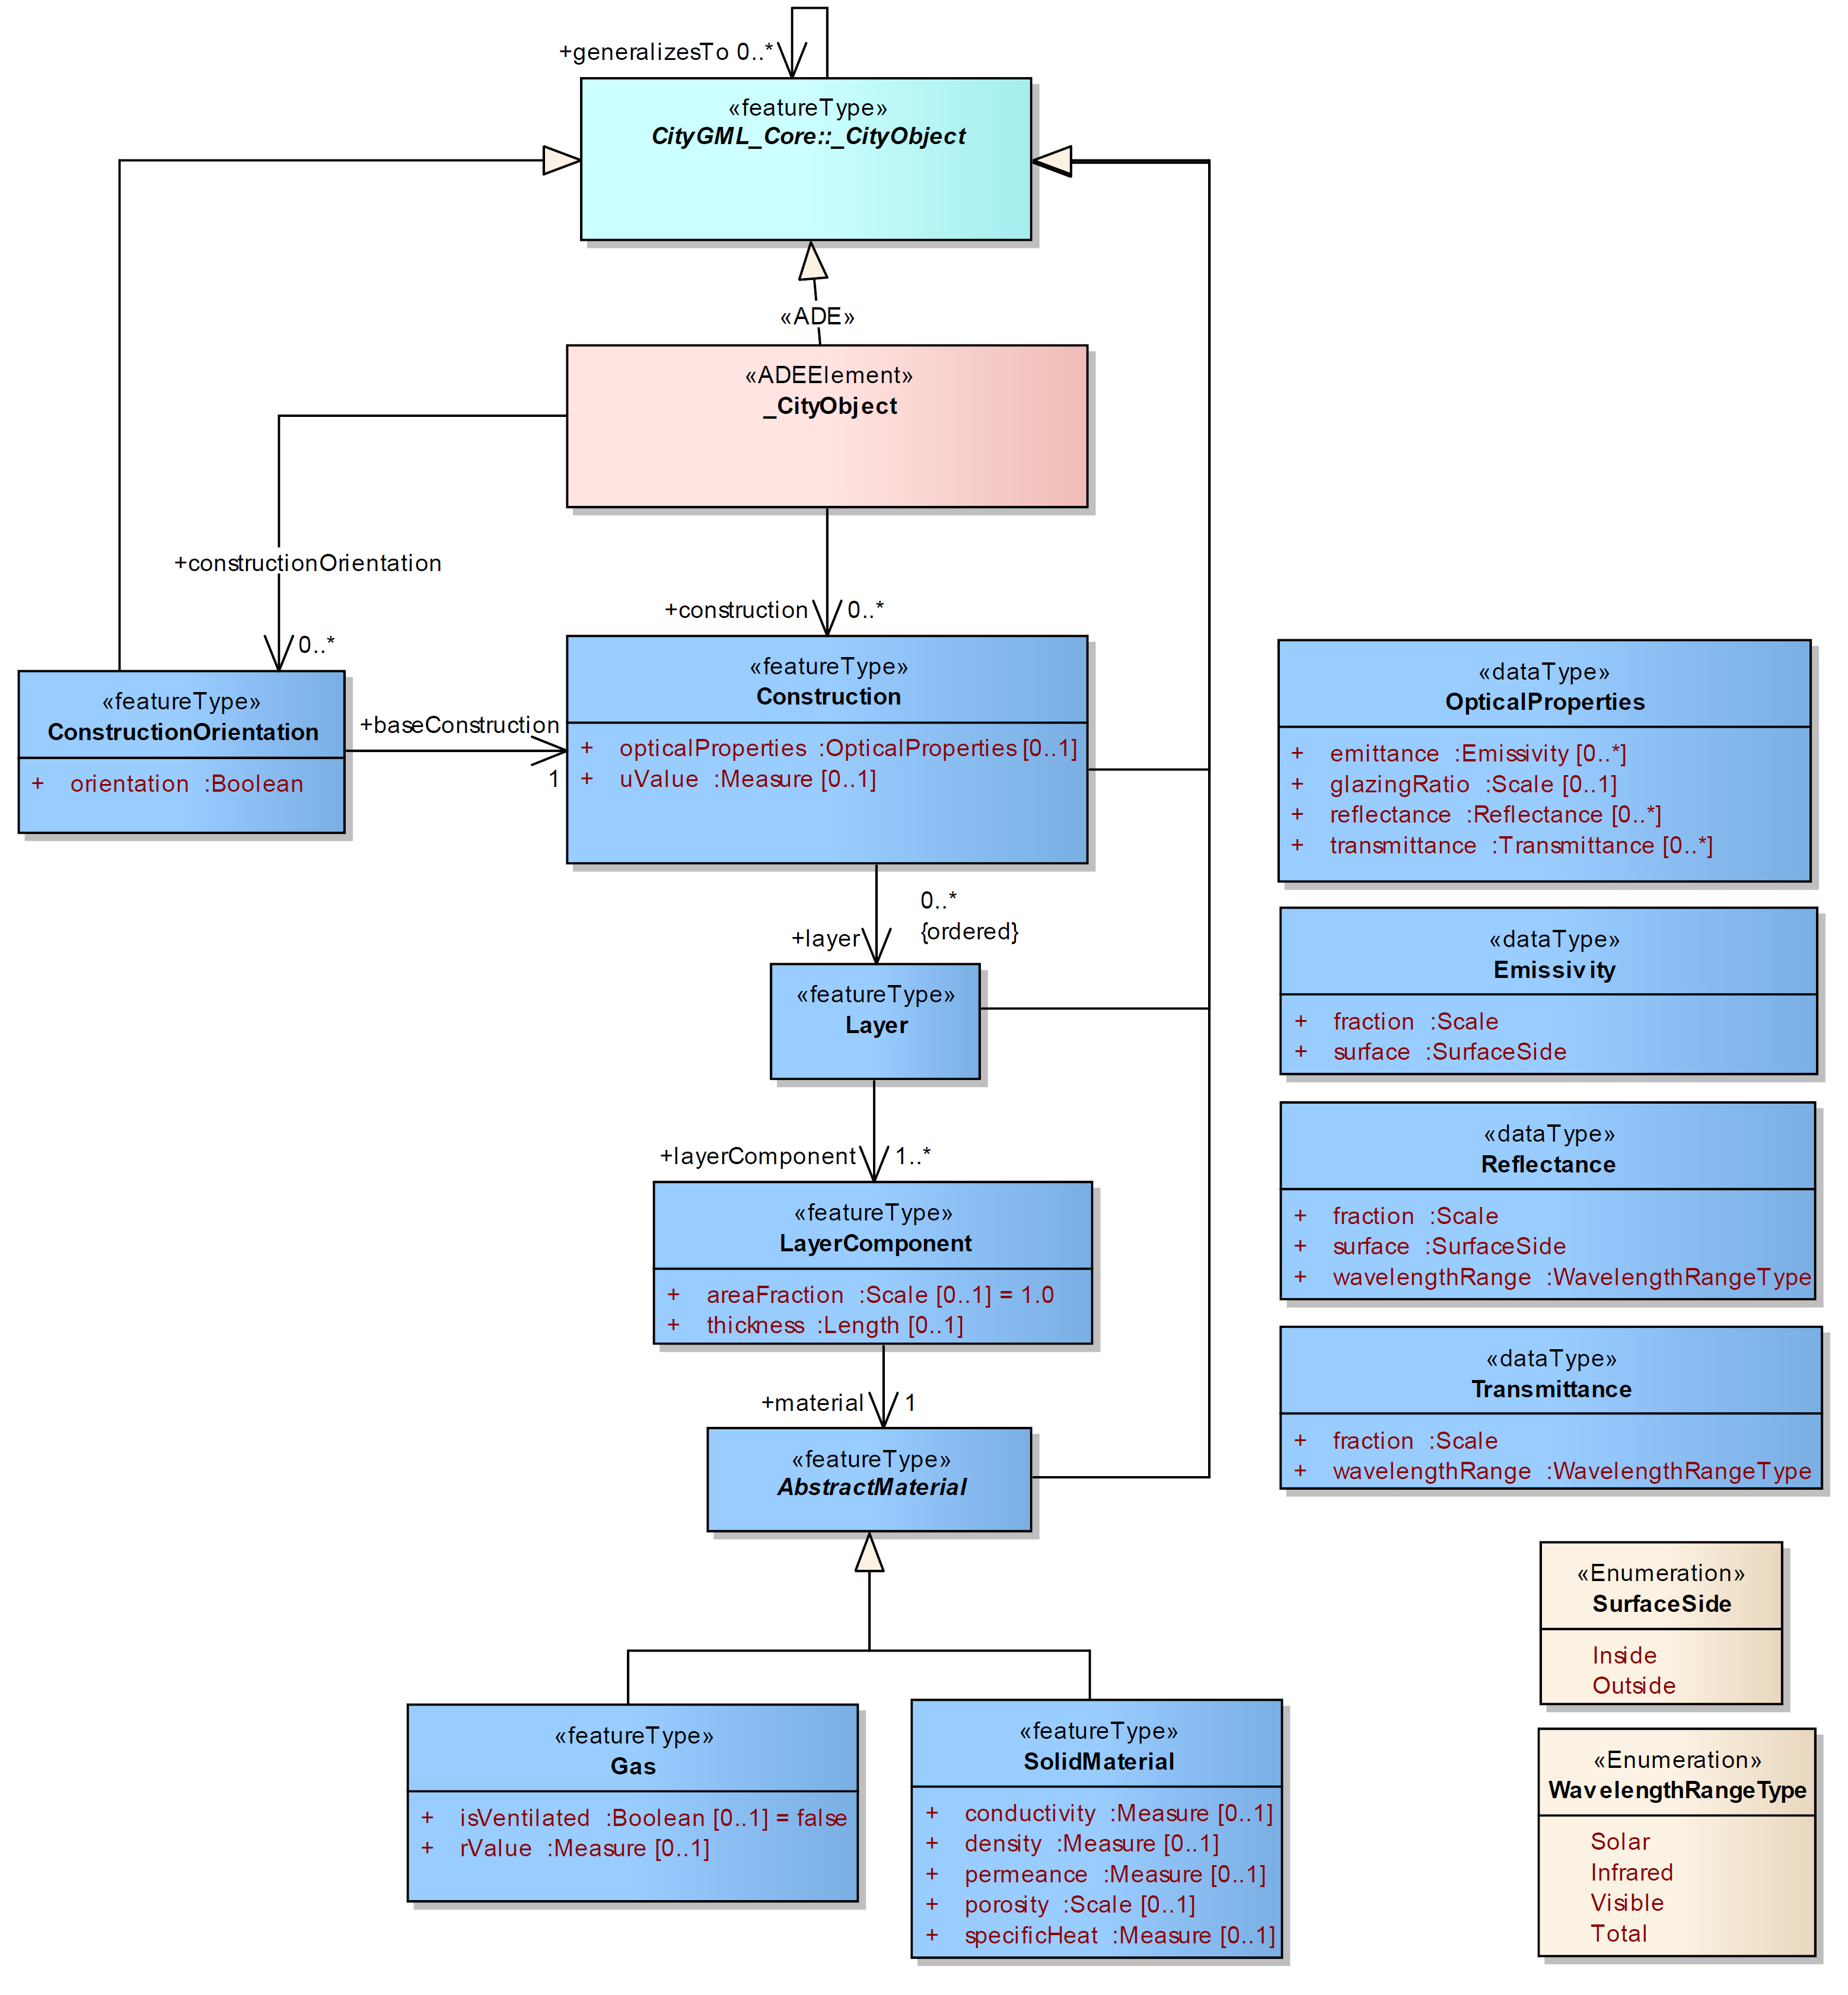 +generalizesTo 0..*
«featureType»
CityGML_Core::_CityObject
«ADE»
«ADEElement»
_CityObject
+constructionOrientation
0..*
+construction 0..*
«featureType»
ConstructionOrientation
+ orientation :Boolean
+baseConstruction
1
«featureType»
Construction
+ opticalProperties :OpticalProperties [0..1]
+ uValue :Measure [0..1]
0..*
{ordered}
+layer
«featureType»
Layer
+layerComponent 1..*
«featureType»
LayerComponent
+ areaFraction :Scale [0..1] = 1.0
+ thickness :Length [0..1]
+material 1
«featureType»
AbstractMaterial
«featureType»
Gas
+ isVentilated :Boolean [0..1] = false
+ rValue :Measure [0..1]
«featureType»
SolidMaterial
+ conductivity :Measure [0..1]
+ density :Measure [0..1]
+ permeance :Measure [0..1]
+ porosity :Scale [0..1]
+ specificHeat :Measure [0..1]
«dataType»
OpticalProperties
+ emittance :Emissivity [0..*]
+ glazingRatio :Scale [0..1]
+ reflectance :Reflectance [0..*]
+ transmittance :Transmittance [0..*]
«dataType»
Emissivity
+ fraction :Scale
+ surface :SurfaceSide
«dataType»
Reflectance
+ fraction :Scale
+ surface :SurfaceSide
+ wavelengthRange :WavelengthRangeType
«dataType»
Transmittance
+ fraction :Scale
+ wavelengthRange :WavelengthRangeType
«Enumeration»
SurfaceSide
Inside
Outside
«Enumeration»
WavelengthRangeType
Solar
Infrared
Visible
Total